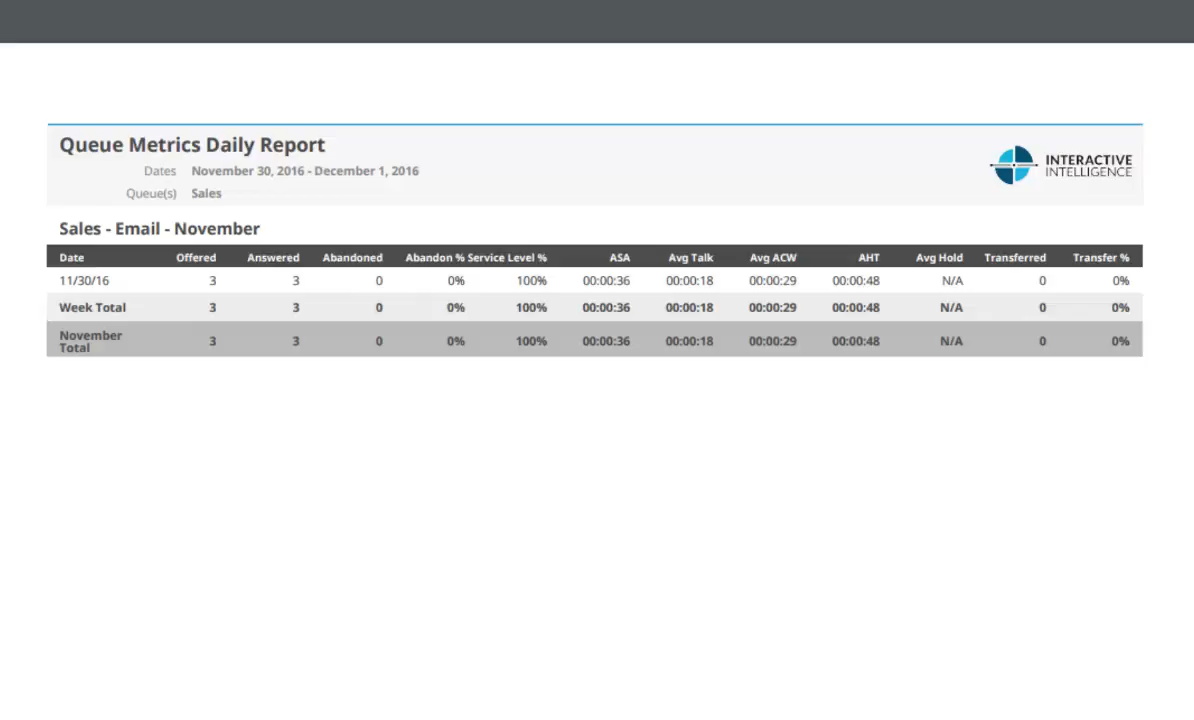 Queue Metrics Daily Report
Dates November 30, 2016 - December 1, 2016
Queue(s) Sales
INTERACTIVE
INTELLIGENCE
Sales - Email - November
Date Offered Answered Abandoned Abandon % Service Level % ASA Avg Talk Avg ACW AHT Avg Hold Transferred Transfer %
11/30/16 3 3 0 0% 100% 00:00:36 00:00:18 00:00:29 00:00:48 N/A 0 0%
Week Total 3 3 0 0% 100% 00:00:36 00:00:18 00:00:29 00:00:48 N/A 0 0%
November
Total 3 3 0 0% 100% 00:00:36 00:00:18 00:00:29 00:00:48 N/A 0 0%